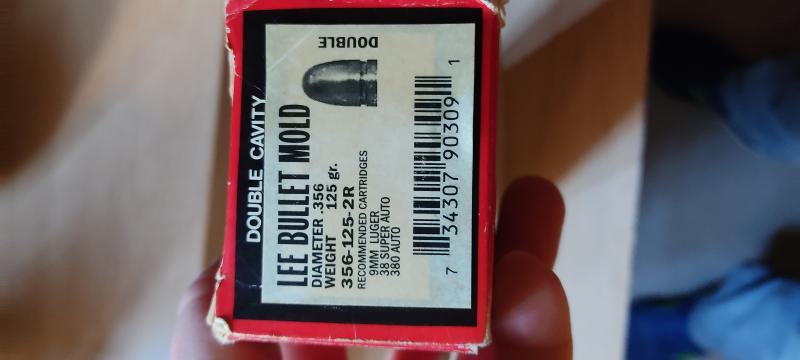 DOUBLE CAVITY
DOUBLE
LEE BULLET MOLD
DIAMETER .356
WEIGHT 125 gr.
356-125-2R
RECOMMENDED CARTRIDGES
9MM LUGER
38 SUPER AUTO
380 AUTO
7 34307 90309 1